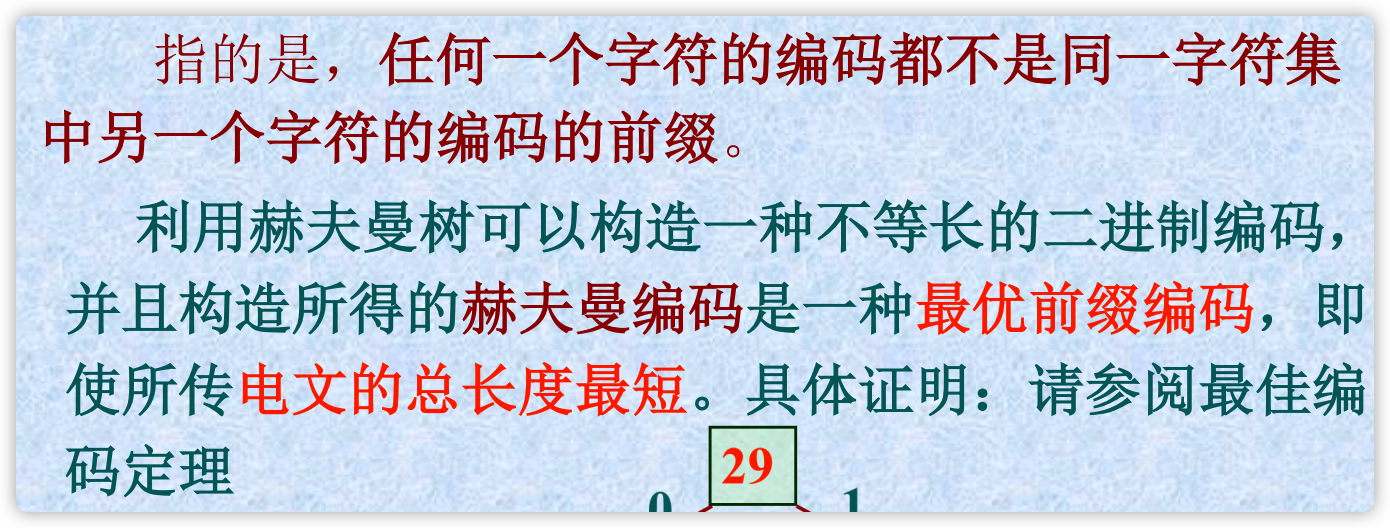 指的是，任何一个字符的编码都不是同一字符集
中另一个字符的编码的前缀。
利用赫夫曼树可以构造一种不等长的二进制编码，
并且构造所得的赫夫曼编码是一种最优前缀编码，即
使所传电文的总长度最短。具体证明：请参阅最佳编
码定理
29
0 1